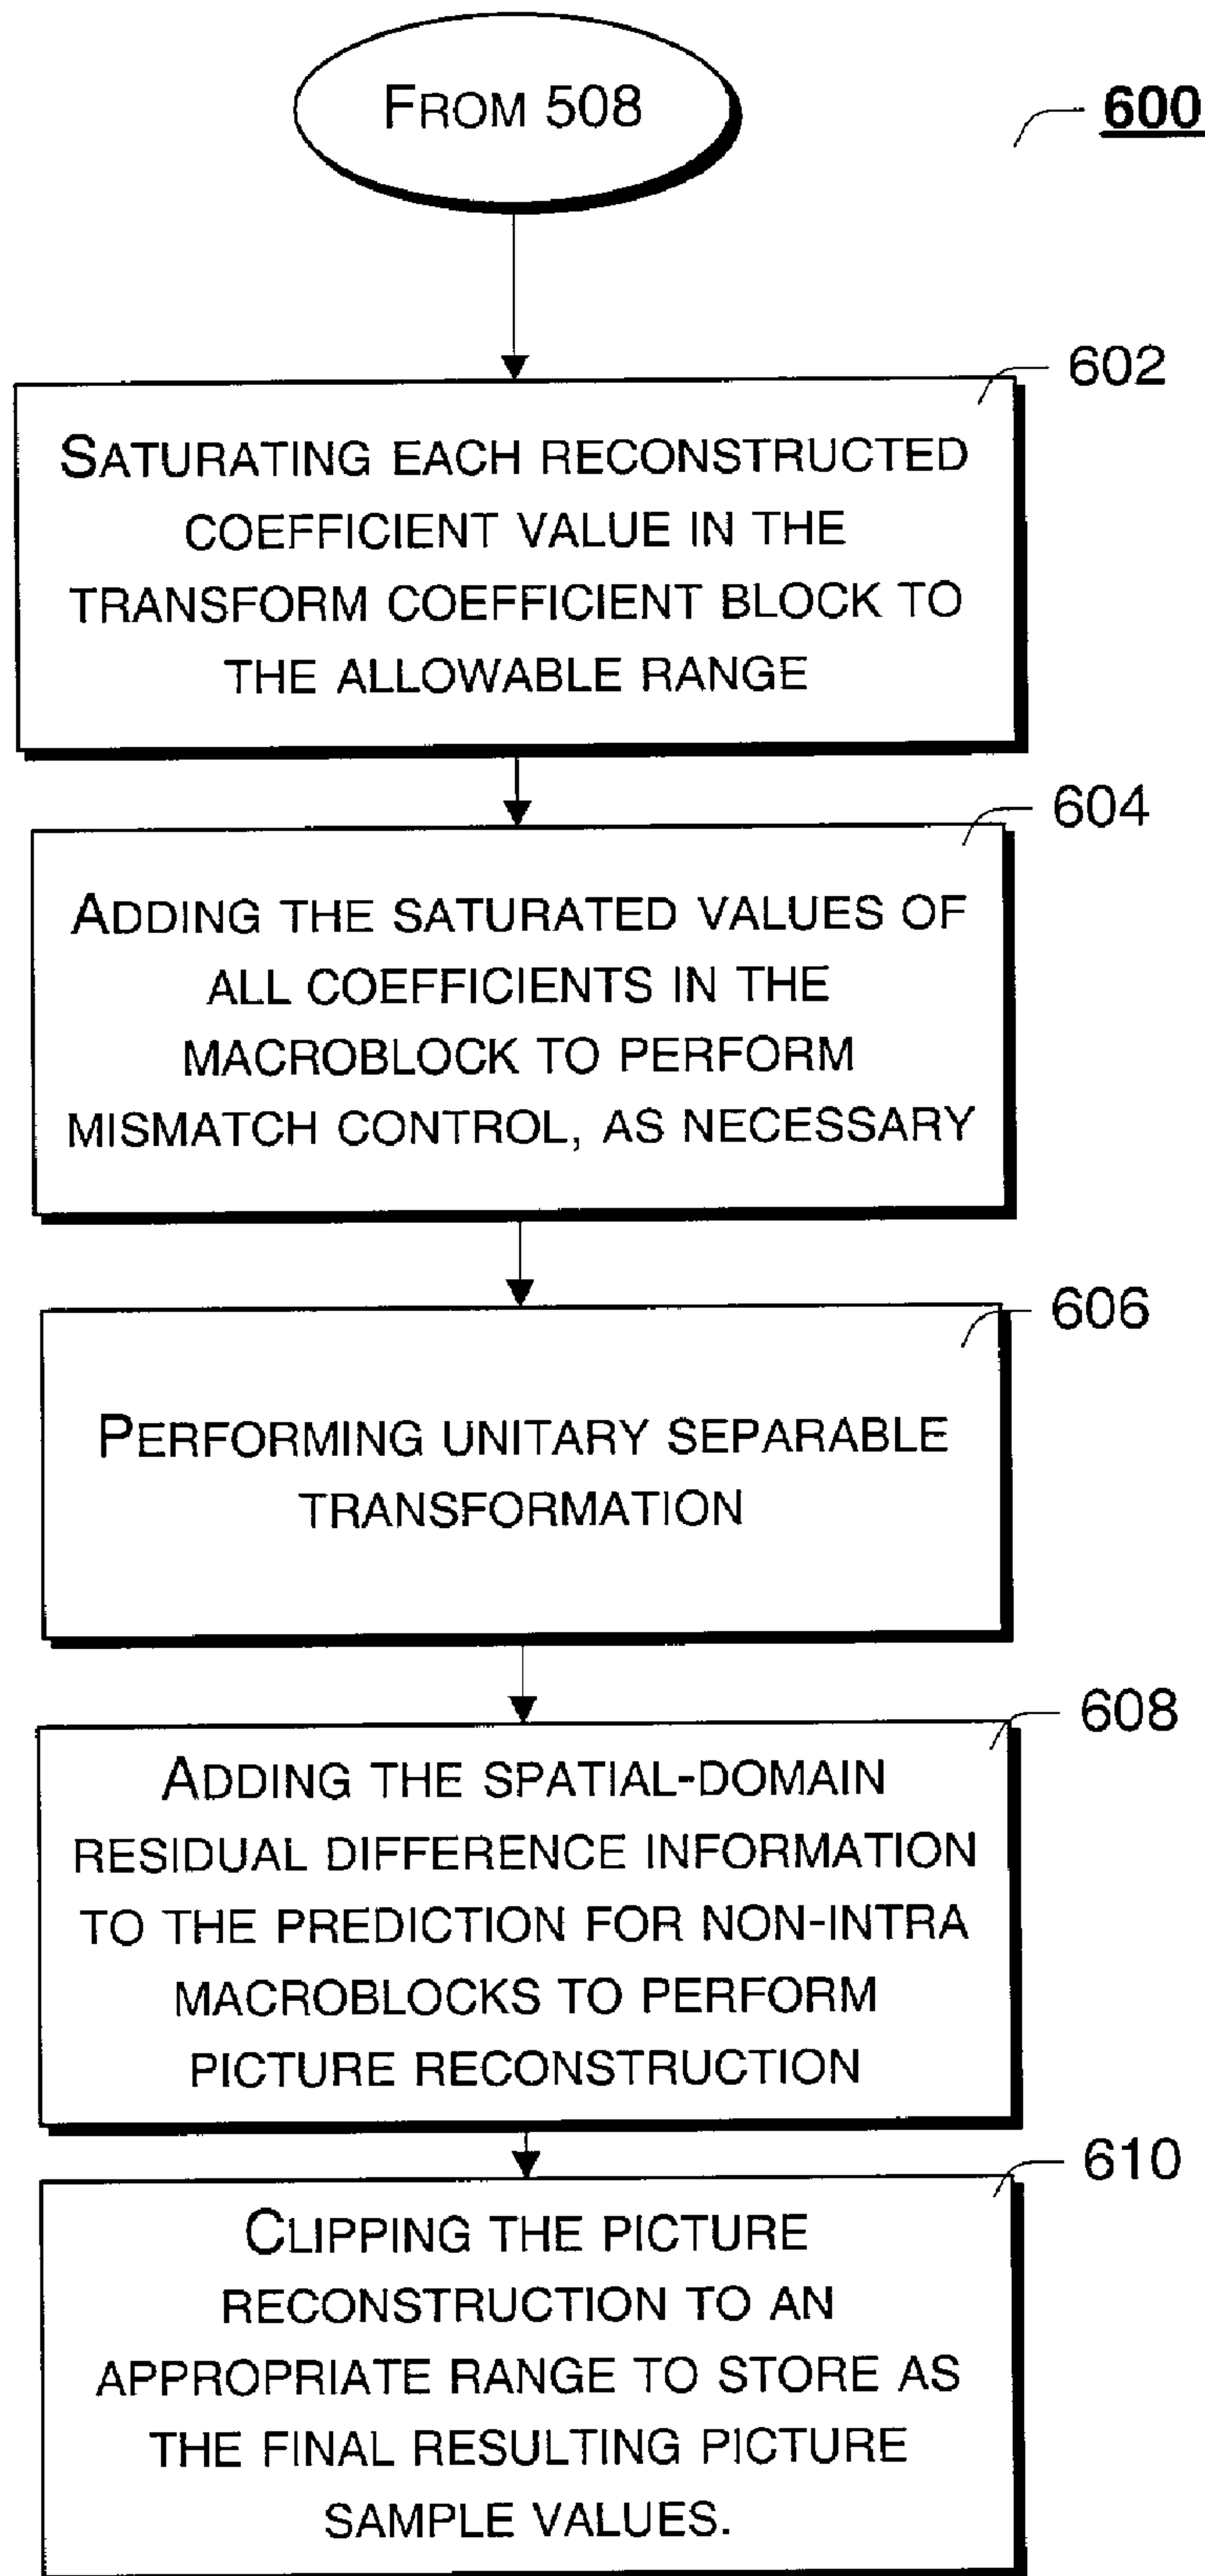 FROM 508
600
602
SATURATING EACH RECONSTRUCTED
COEFFICIENT VALUE IN THE
TRANSFORM COEFFICIENT BLOCK TO
THE ALLOWABLE RANGE
604
ADDING THE SATURATED VALUES OF
ALL COEFFICIENTS IN THE
MACROBLOCK TO PERFORM
MISMATCH CONTROL, AS NECESSARY
606
PERFORMING UNITARY SEPARABLE
TRANSFORMATION
608
ADDING THE SPATIAL-DOMAIN
RESIDUAL DIFFERENCE INFORMATION
TO THE PREDICTION FOR NON-INTRA
MACROBLOCKS TO PERFORM
PICTURE RECONSTRUCTION
610
CLIPPING THE PICTURE
RECONSTRUCTION TO AN
APPROPRIATE RANGE TO STORE AS
THE FINAL RESULTING PICTURE
SAMPLE VALUES.